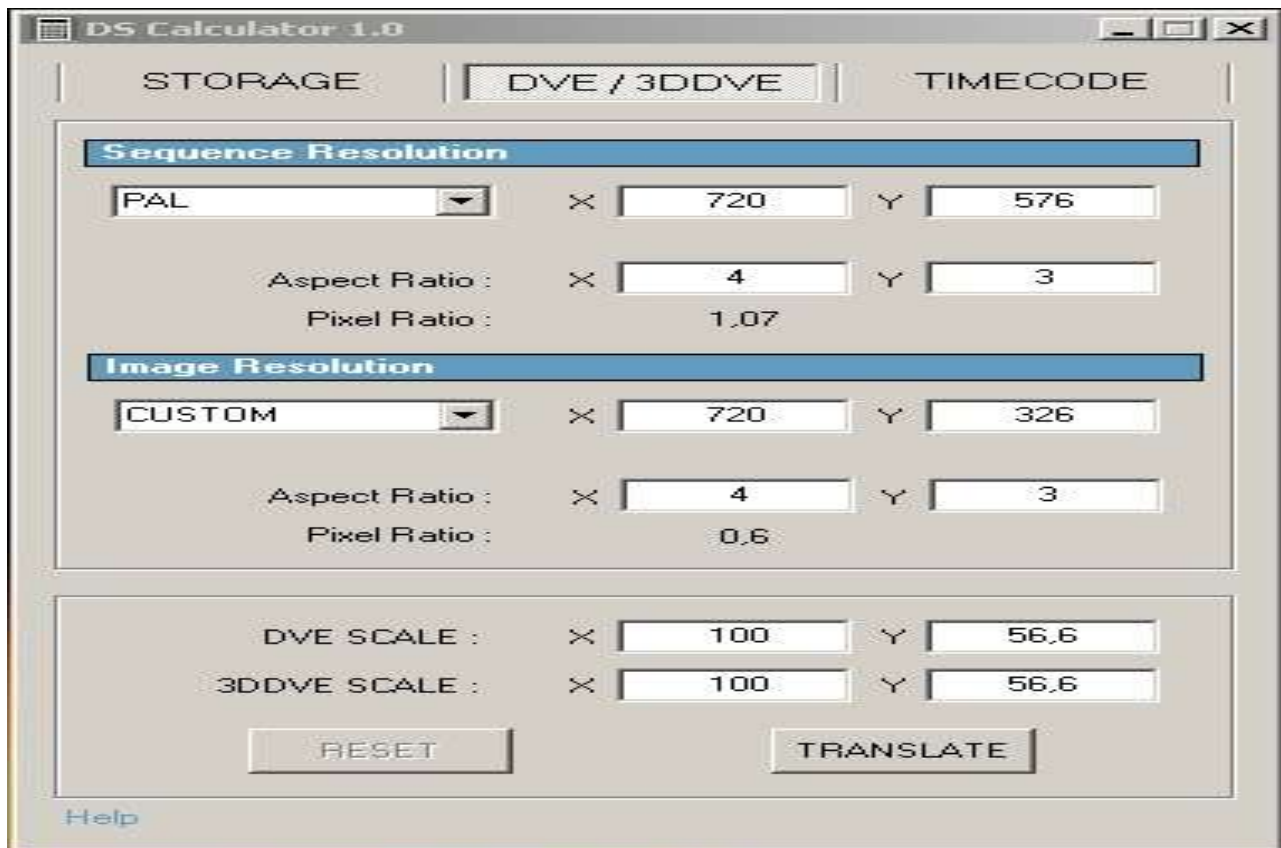 DS Calculator 1.0
STORAGE DVE / 3DDVE TIMECODE
Sequence Resolution
PAL X 720 Y 576
Aspect Ratio : X 4 Y 3
Pixel Ratio : 1,07
Image Resolution
CUSTOM X 720 Y 326
Aspect Ratio : X 4 Y 3
Pixel Ratio : 0,6
DVE SCALE : X 100 Y 56,6
3DDVE SCALE : X 100 Y 56,6
RESET TRANSLATE
Help